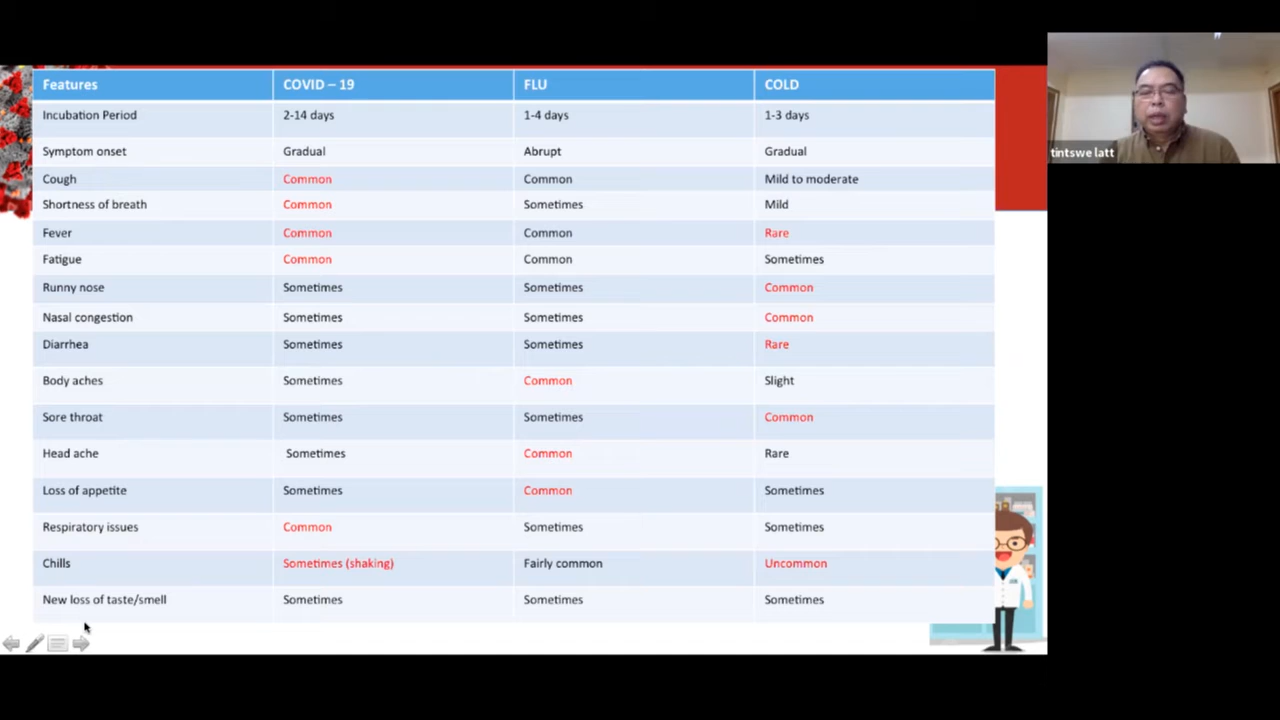 Features COVID – 19 FLU COLD
Incubation Period 2-14 days 1-4 days 1-3 days
Symptom onset Gradual Abrupt Gradual
Cough Common Common Mild to moderate
Shortness of breath Common Sometimes Mild
Fever Common Common Rare
Fatigue Common Common Sometimes
Runny nose Sometimes Sometimes Common
Nasal congestion Sometimes Sometimes Common
Diarrhea Sometimes Sometimes Rare
Body aches Sometimes Common Slight
Sore throat Sometimes Sometimes Common
Head ache Sometimes Common Rare
Loss of appetite Sometimes Common Sometimes
Respiratory issues Common Sometimes Sometimes
Chills Sometimes (shaking) Fairly common Uncommon
New loss of taste/smell Sometimes Sometimes Sometimes
tintswe latt